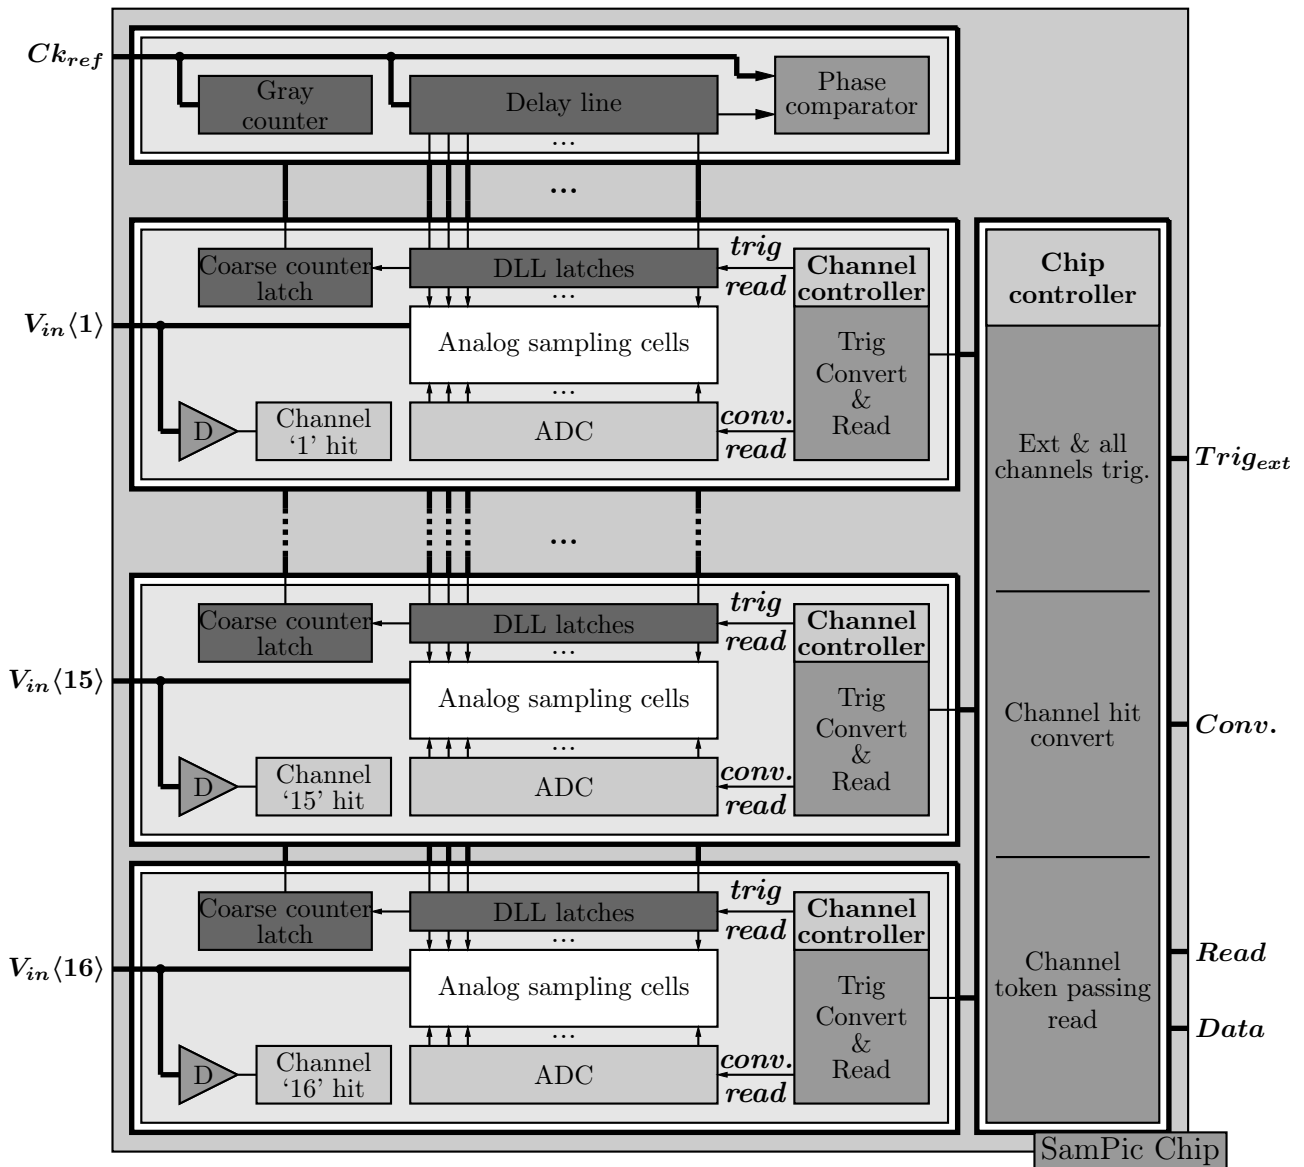 Ck_ref
Gray
counter
Delay line
Phase
comparator
...
...
Coarse counter
latch
DLL latches
trig
read
Channel
controller
...
V_in⟨1⟩
Analog sampling cells
Trig
Convert
&
Read
...
D
Channel
‘1’ hit
ADC
conv.
read
...
Coarse counter
latch
DLL latches
trig
read
Channel
controller
...
V_in⟨15⟩
Analog sampling cells
Trig
Convert
&
Read
...
D
Channel
‘15’ hit
ADC
conv.
read
Coarse counter
latch
DLL latches
trig
read
Channel
controller
...
V_in⟨16⟩
Analog sampling cells
Trig
Convert
&
Read
...
D
Channel
‘16’ hit
ADC
conv.
read
Chip
controller
Ext & all
channels trig.
Channel hit
convert
Channel
token passing
read
Trig_ext
Conv.
Read
Data
SamPic Chip